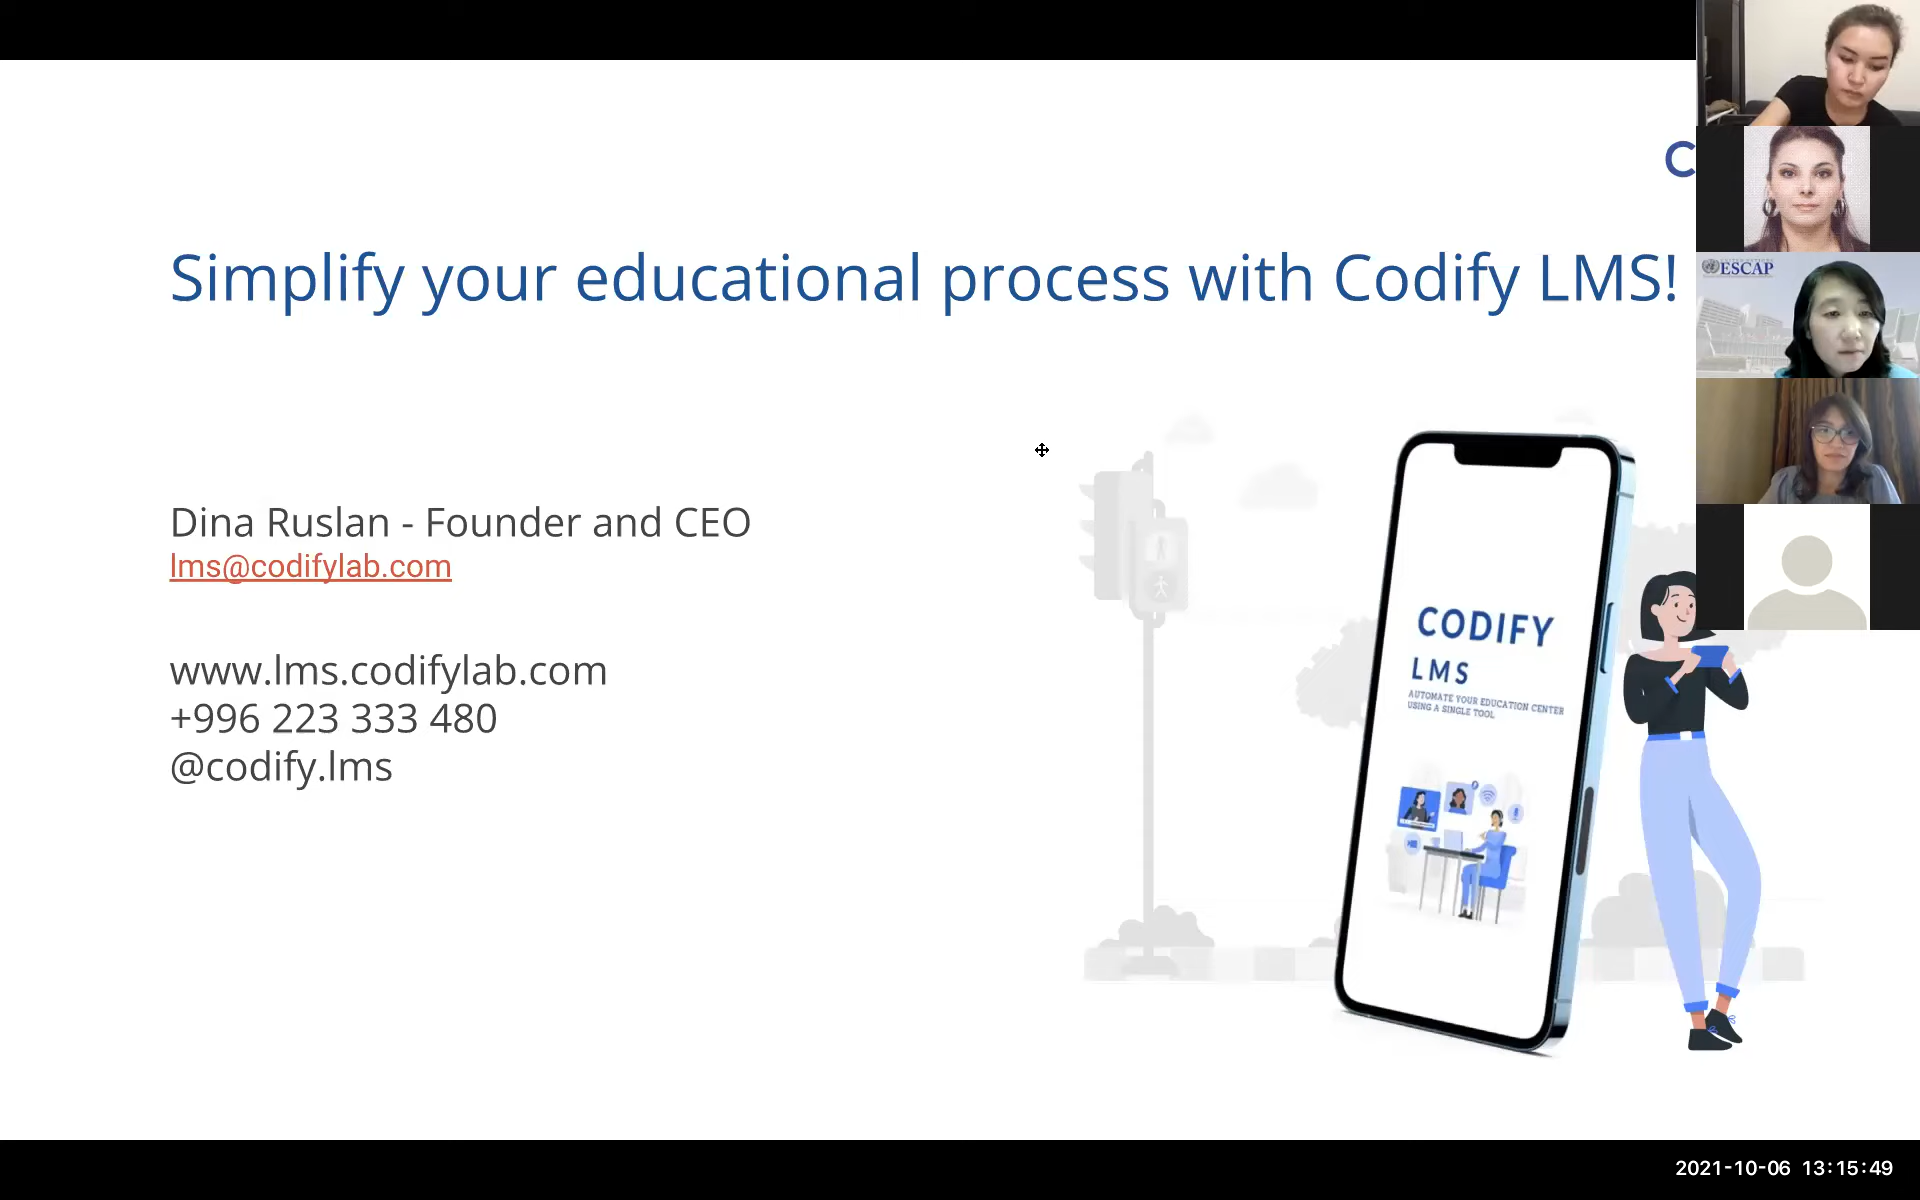 C
Simplify your educational process with Codify LMS!
Dina Ruslan - Founder and CEO
lms@codifylab.com
www.lms.codifylab.com
+996 223 333 480
@codify.lms
CODIFY
LMS
AUTOMATE YOUR EDUCATION CENTER
USING A SINGLE TOOL
ESCAP
2021-10-06 13:15:49